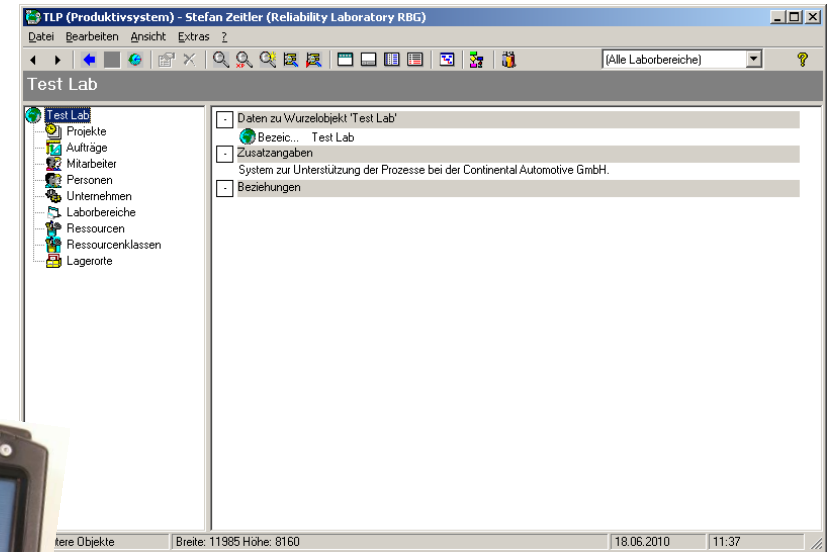 TLP (Produktivsystem) - Stefan Zeitler (Reliability Laboratory RBG)
Datei Bearbeiten Ansicht Extras ?
(Alle Laborbereiche)
Test Lab
Test Lab
Projekte
Aufträge
Mitarbeiter
Personen
Unternehmen
Laborbereiche
Ressourcen
Ressourcenklassen
Lagerorte
Daten zu Wurzelobjekt 'Test Lab'
Bezeic... Test Lab
Zusatzangaben
System zur Unterstützung der Prozesse bei der Continental Automotive GmbH.
Beziehungen
Objekte Breite: 11985 Höhe: 8160 18.06.2010 11:37